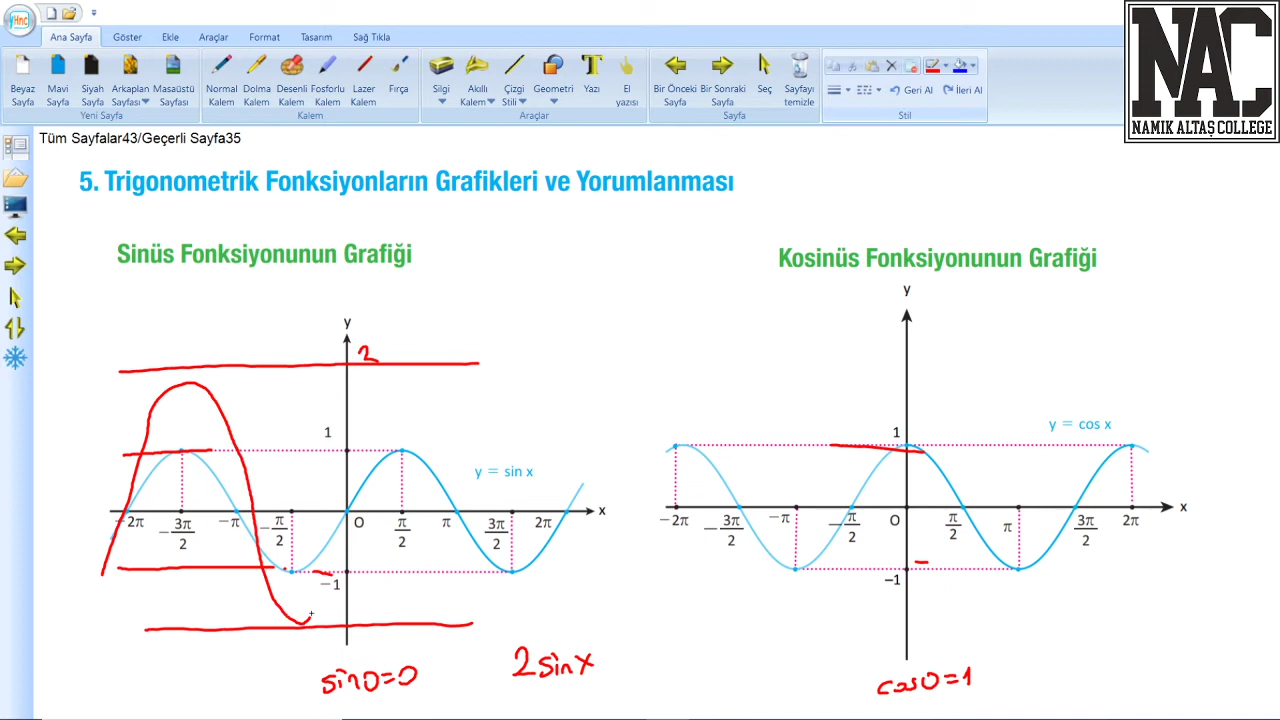 Hnc
Ana Sayfa Göster Ekle Araçlar Format Tasarım Sağ Tıkla
Beyaz Sayfa Mavi Sayfa Siyah Sayfa Arkaplan Sayfası Masaüstü Sayfası Normal Kalem Dolma Kalem Desenli Kalem Fosforlu Kalem Lazer Kalem Fırça Silgi Akıllı Kalem Çizgi Stili Geometri Yazı El yazısı Bir Önceki Sayfa Bir Sonraki Sayfa Seç Sayfayı temizle Geri Al İleri Al
Yeni Sayfa Kalem Araçlar Sayfa Stil
NAC
NAMIK ALTAŞ COLLEGE
Tüm Sayfalar43/Geçerli Sayfa35
5. Trigonometrik Fonksiyonların Grafikleri ve Yorumlanması
Sinüs Fonksiyonunun Grafiği
y
2
1
y = sin x
x
−2π −3π/2 −π −π/2 O π/2 π 3π/2 2π
−1
sin0=0
2sinx
Kosinüs Fonksiyonunun Grafiği
y
1
y = cos x
x
−2π −3π/2 −π −π/2 O π/2 π 3π/2 2π
−1
cos0=1